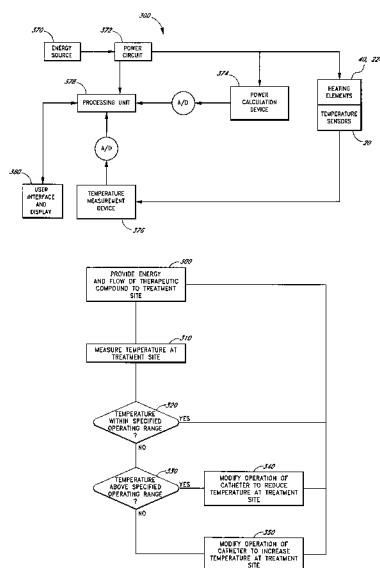 300
370
ENERGY
SOURCE
372
POWER
CIRCUIT
378
PROCESSING UNIT
A/D
374
POWER
CALCULATION
DEVICE
40, 220
HEATING
ELEMENTS
TEMPERATURE
SENSORS
20
A/D
380
USER
INTERFACE
AND
DISPLAY
TEMPERATURE
MEASUREMENT
DEVICE
376
300
PROVIDE ENERGY
AND FLOW OF THERAPEUTIC
COMPOUND TO TREATMENT
SITE
310
MEASURE TEMPERATURE AT
TREATMENT SITE
320
TEMPERATURE
WITHIN SPECIFIED
OPERATING RANGE
?
YES
NO
330
TEMPERATURE
ABOVE SPECIFIED
OPERATING RANGE?
YES
NO
340
MODIFY OPERATION OF
CATHETER TO REDUCE
TEMPERATURE AT TREATMENT
SITE
350
MODIFY OPERATION OF
CATHETER TO INCREASE
TEMPERATURE AT TREATMENT
SITE